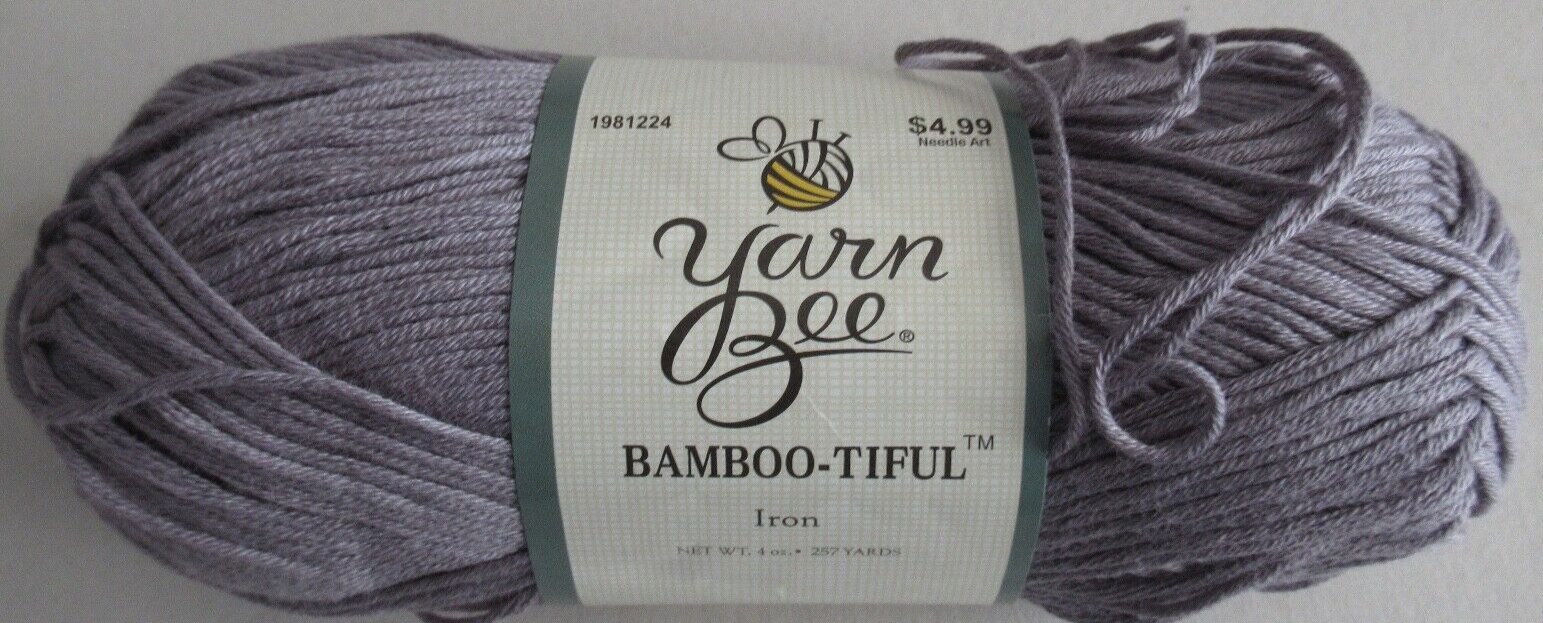 1981224
$4.99
Needle Art
Yarn
Bee®
BAMBOO-TIFUL™
Iron
NET WT. 4 oz. • 257 YARDS